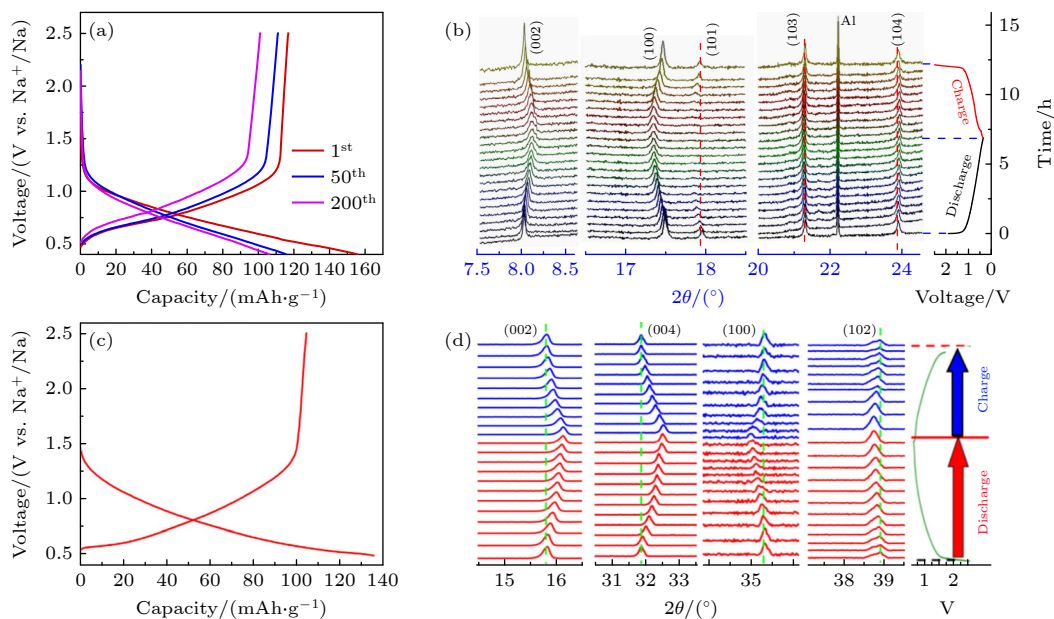 (a)
2.5
2.0
1.5
1.0
0.5
Voltage/(V vs. Na⁺/Na)
1ˢᵗ
50ᵗʰ
200ᵗʰ
0 20 40 60 80 100 120 140 160
Capacity/(mAh·g⁻¹)
(b)
(002)
(100)
(101)
(103)
Al
(104)
Charge
Discharge
15
10
5
0
Time/h
7.5 8.0 8.5 17 18 20 22 24
2 1 0
2θ/(°)
Voltage/V
(c)
2.5
2.0
1.5
1.0
0.5
Voltage/(V vs. Na⁺/Na)
0 20 40 60 80 100 120 140
Capacity/(mAh·g⁻¹)
(d)
(002)
(004)
(100)
(102)
Charge
Discharge
15 16 31 32 33 35 38 39
1 2
2θ/(°)
V